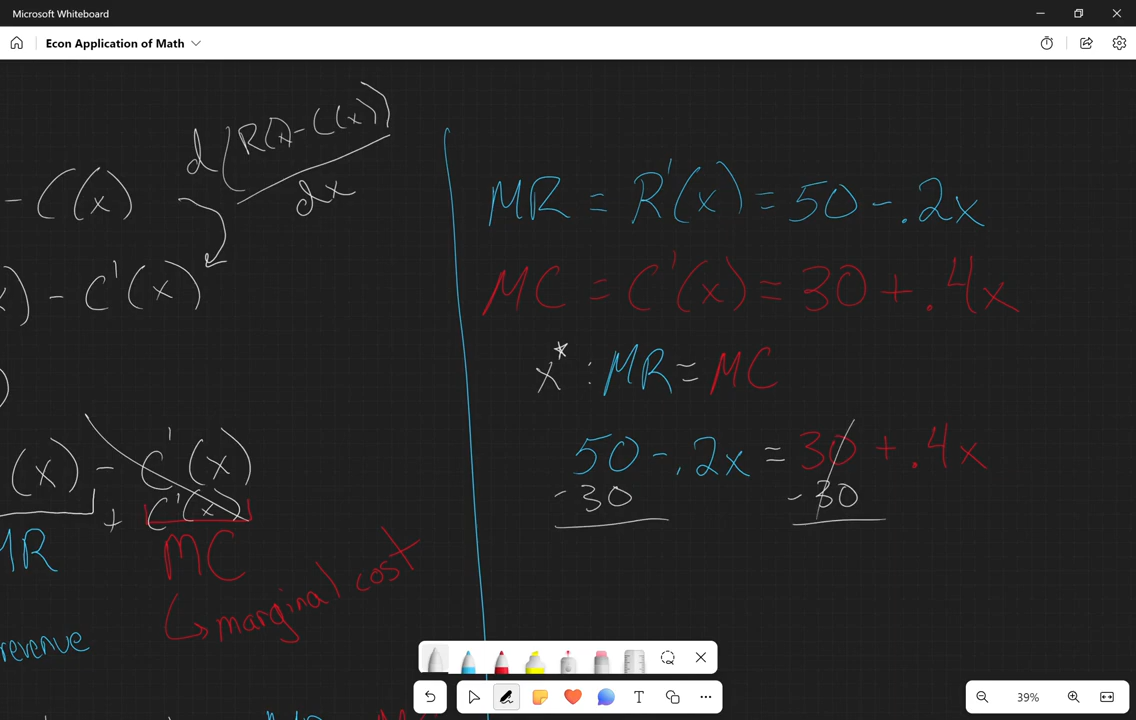 Microsoft Whiteboard
Econ Application of Math
d(R(x)-C(x))
dx
- C(x)
x) - C'(x)
)
(x) - C'(x)
+ C'(x)
MR
MC
↳ marginal cost
revenue
MR = R'(x) = 50 - .2x
MC = C'(x) = 30 + .4x
x* : MR = MC
50 - .2x = 30 + .4x
-30 -30
T
39%